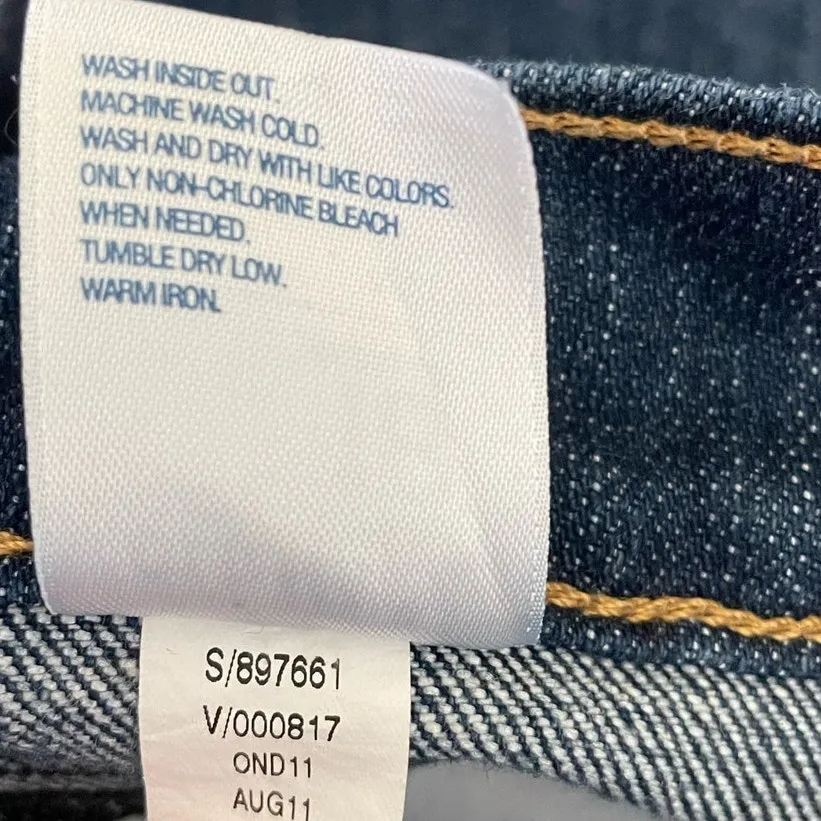 WASH INSIDE OUT.
MACHINE WASH COLD.
WASH AND DRY WITH LIKE COLORS.
ONLY NON-CHLORINE BLEACH
WHEN NEEDED.
TUMBLE DRY LOW.
WARM IRON.
S/897661
V/000817
OND11
AUG11